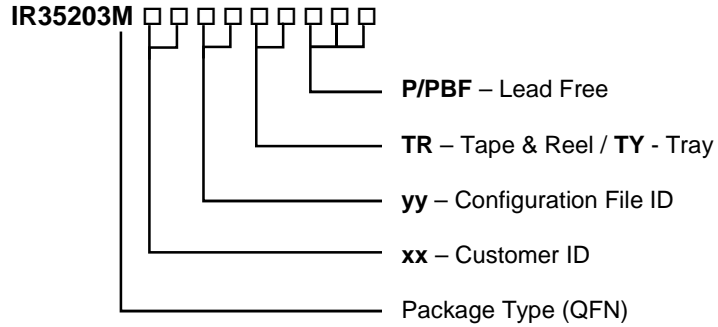 IR35203M □ □ □ □ □ □ □ □ □
P/PBF – Lead Free
TR – Tape & Reel / TY - Tray
yy – Configuration File ID
xx – Customer ID
Package Type (QFN)